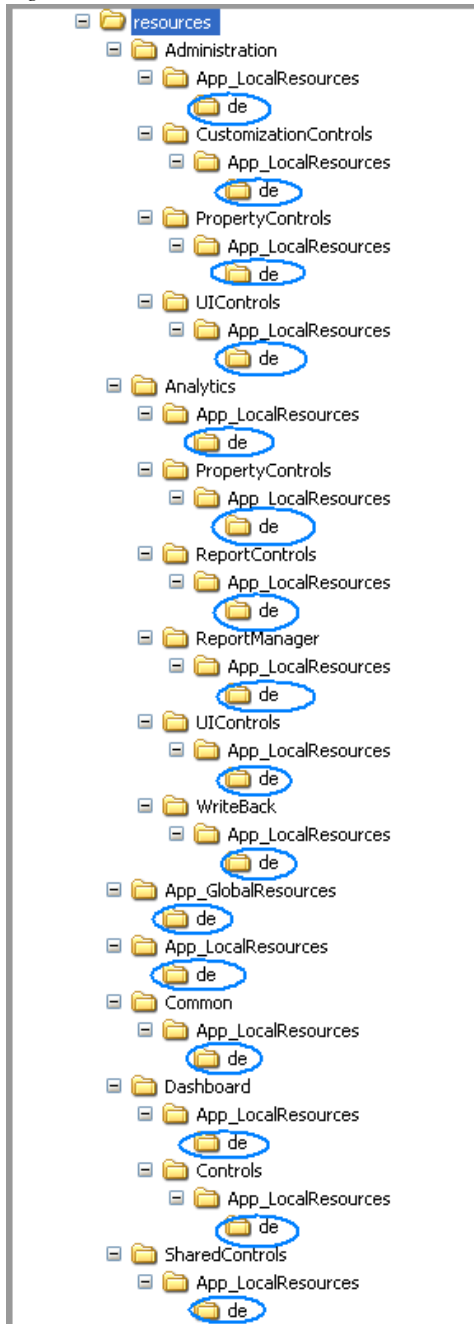 resources
Administration
App_LocalResources
de
CustomizationControls
App_LocalResources
de
PropertyControls
App_LocalResources
de
UIControls
App_LocalResources
de
Analytics
App_LocalResources
de
PropertyControls
App_LocalResources
de
ReportControls
App_LocalResources
de
ReportManager
App_LocalResources
de
UIControls
App_LocalResources
de
WriteBack
App_LocalResources
de
App_GlobalResources
de
App_LocalResources
de
Common
App_LocalResources
de
Dashboard
App_LocalResources
de
Controls
App_LocalResources
de
SharedControls
App_LocalResources
de